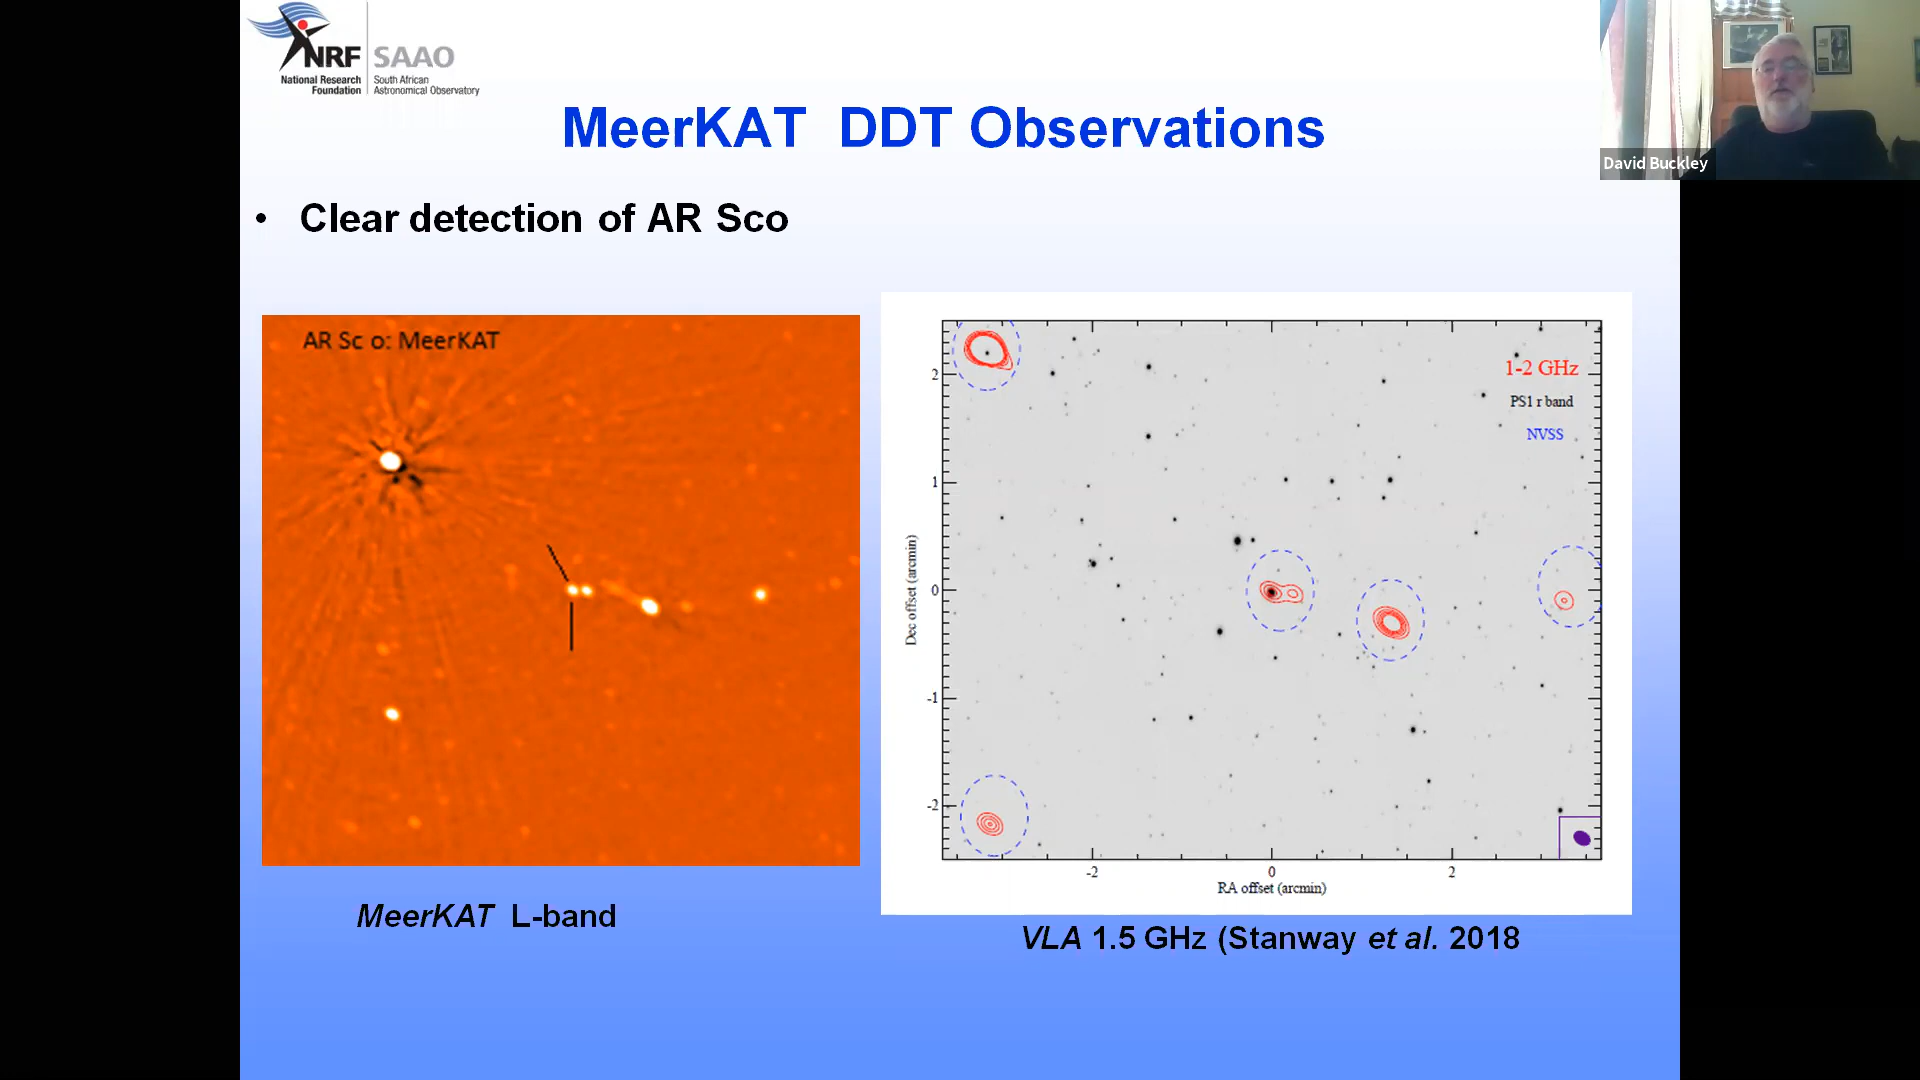 NRF SAAO
National Research Foundation
South African Astronomical Observatory
David Buckley
MeerKAT DDT Observations
• Clear detection of AR Sco
AR Sc o: MeerKAT
1-2 GHz
PS1 r band
NVSS
2
1
0
-1
-2
Dec offset (arcmin)
-2 0 2
RA offset (arcmin)
MeerKAT L-band
VLA 1.5 GHz (Stanway et al. 2018